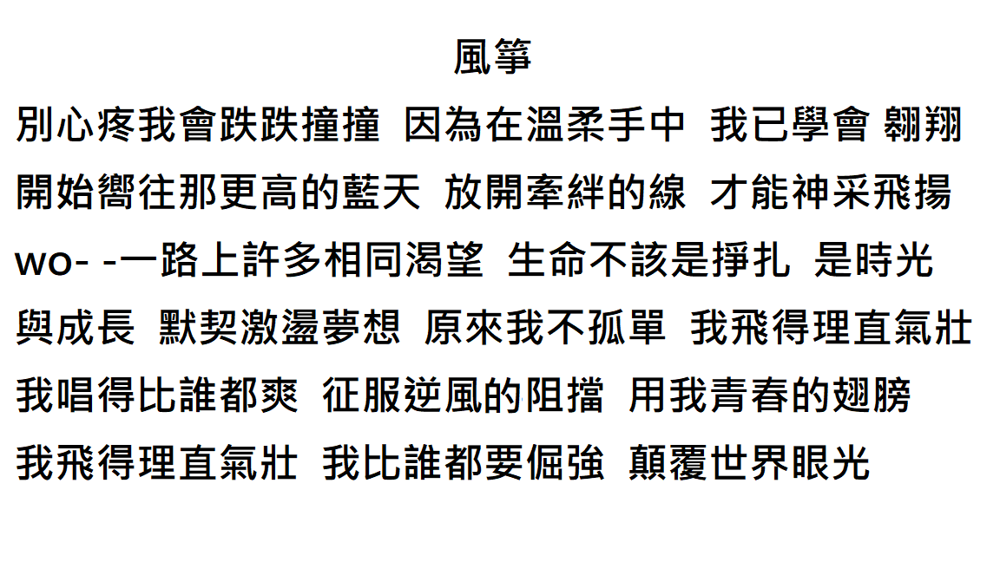 風箏
別心疼我會跌跌撞撞 因為在溫柔手中 我已學會 翱翔
開始嚮往那更高的藍天 放開牽絆的線 才能神采飛揚
wo- -一路上許多相同渴望 生命不該是掙扎 是時光
與成長 默契激盪夢想 原來我不孤單 我飛得理直氣壯
我唱得比誰都爽 征服逆風的阻擋 用我青春的翅膀
我飛得理直氣壯 我比誰都要倔強 顛覆世界眼光